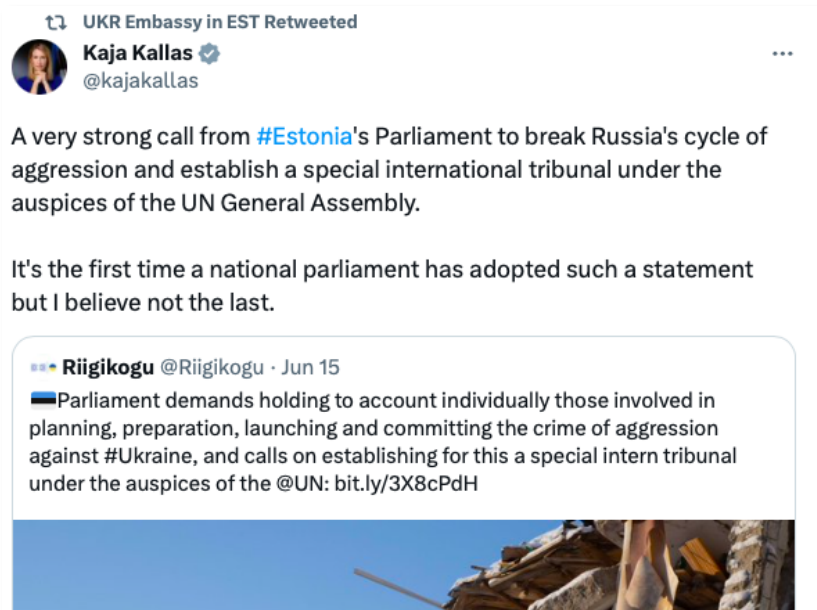 UKR Embassy in EST Retweeted
Kaja Kallas
@kajakallas
A very strong call from #Estonia's Parliament to break Russia's cycle of
aggression and establish a special international tribunal under the
auspices of the UN General Assembly.
It's the first time a national parliament has adopted such a statement
but I believe not the last.
Riigikogu @Riigikogu · Jun 15
Parliament demands holding to account individually those involved in
planning, preparation, launching and committing the crime of aggression
against #Ukraine, and calls on establishing for this a special intern tribunal
under the auspices of the @UN: bit.ly/3X8cPdH